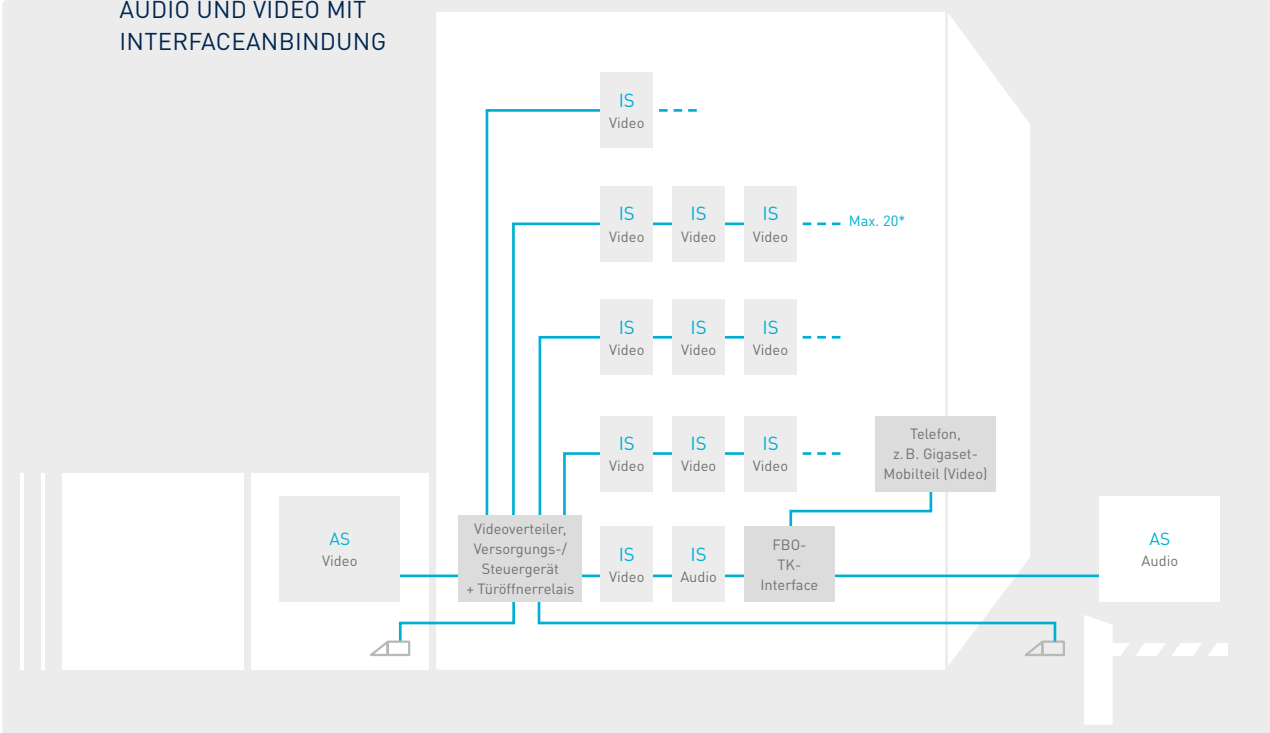 AUDIO UND VIDEO MIT
INTERFACEANBINDUNG
IS
Video
IS
Video
IS
Video
IS
Video
Max. 20*
IS
Video
IS
Video
IS
Video
IS
Video
IS
Video
IS
Video
Telefon,
z. B. Gigaset-
Mobilteil (Video)
AS
Video
Videoverteiler,
Versorgungs-/
Steuergerät
+ Türöffnerrelais
IS
Video
IS
Audio
FBO-
TK-
Interface
AS
Audio